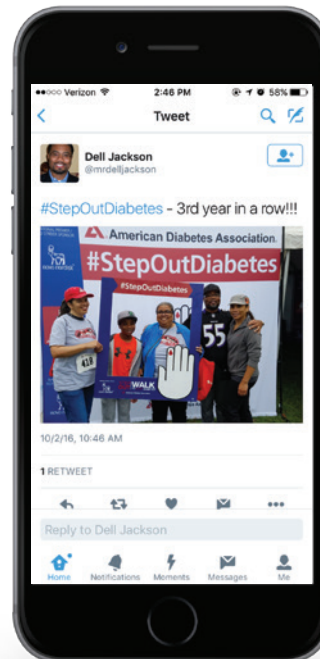 Verizon 2:46 PM 58%
Tweet
Dell Jackson
@mrdelljackson
#StepOutDiabetes - 3rd year in a row!!!
American Diabetes Association.
#StepOutDiabetes
#StepOutDiabetes
55
418
WALK
10/2/16, 10:46 AM
1 RETWEET
Reply to Dell Jackson
Home Notifications Moments Messages Me